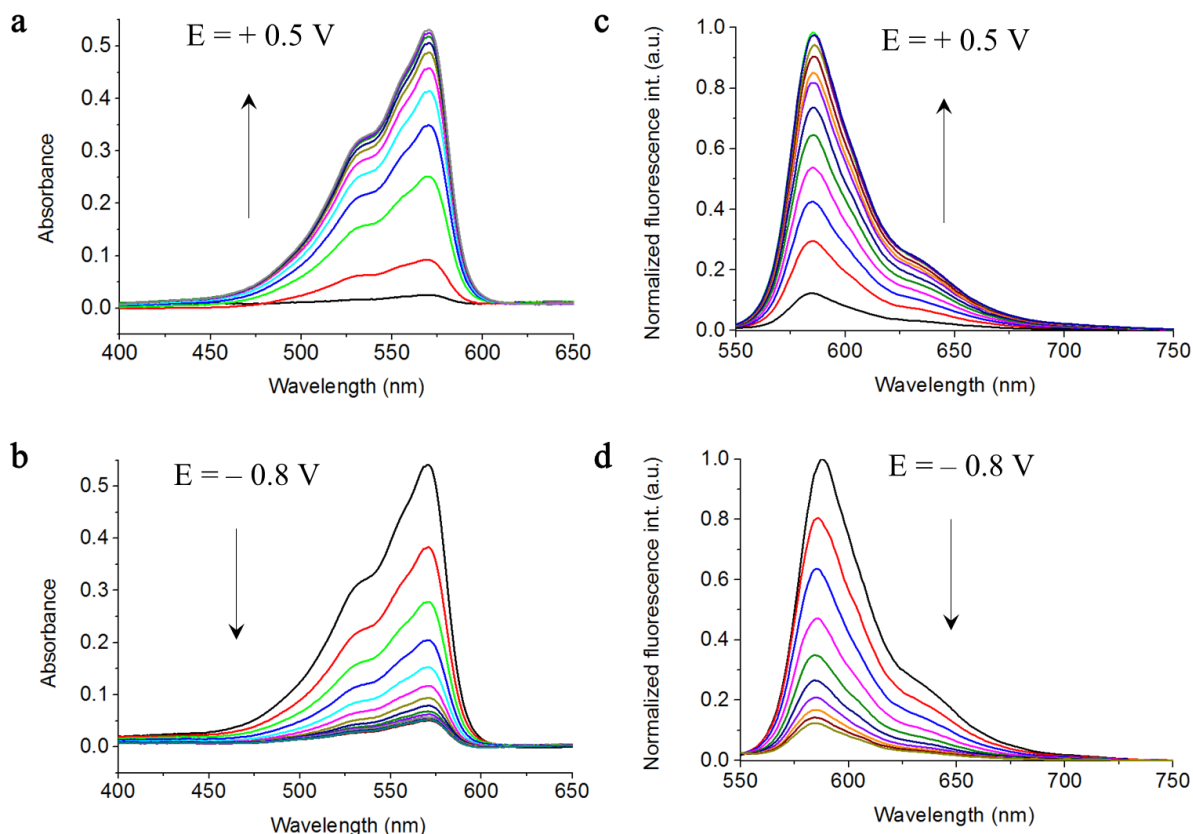 a
E = + 0.5 V
0.5
0.4
0.3
0.2
0.1
0.0
Absorbance
400 450 500 550 600 650
Wavelength (nm)
c
E = + 0.5 V
1.0
0.8
0.6
0.4
0.2
0.0
Normalized fluorescence int. (a.u.)
550 600 650 700 750
Wavelength (nm)
b
E = – 0.8 V
0.5
0.4
0.3
0.2
0.1
0.0
Absorbance
400 450 500 550 600 650
Wavelength (nm)
d
E = – 0.8 V
1.0
0.8
0.6
0.4
0.2
0.0
Normalized fluorescence int. (a.u.)
550 600 650 700 750
Wavelength (nm)